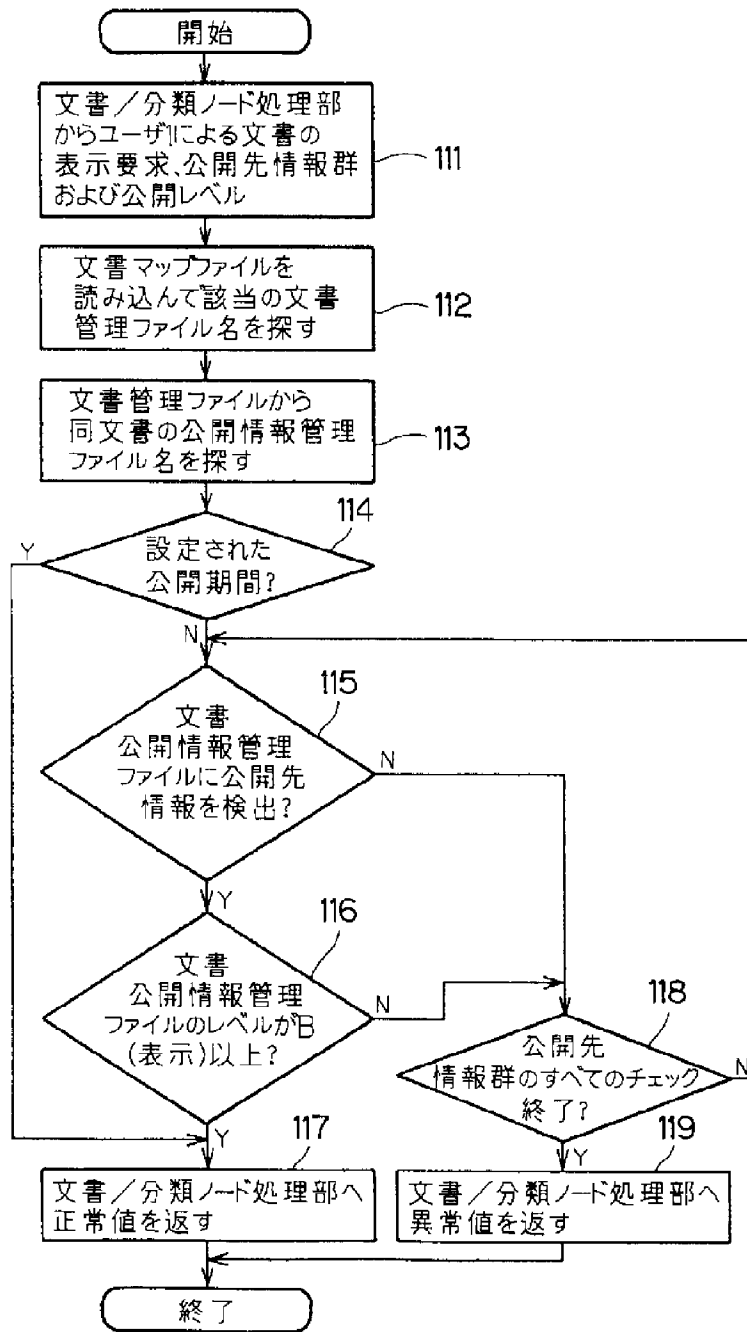 開始
文書／分類ノード処理部
からユーザ1による文書の
表示要求、公開先情報群
および公開レベル
111
文書マップファイルを
読み込んで該当の文書
管理ファイル名を探す
112
文書管理ファイルから
同文書の公開情報管理
ファイル名を探す
113
114
Y
設定された
公開期間?
N
115
文書
公開情報管理
ファイルに公開先
情報を検出?
N
Y
116
文書
公開情報管理
ファイルのレベルがB
(表示)以上?
N
Y
118
公開先
情報群のすべてのチェック
終了?
N
Y
117
文書／分類ノード処理部へ
正常値を返す
119
文書／分類ノード処理部へ
異常値を返す
終了